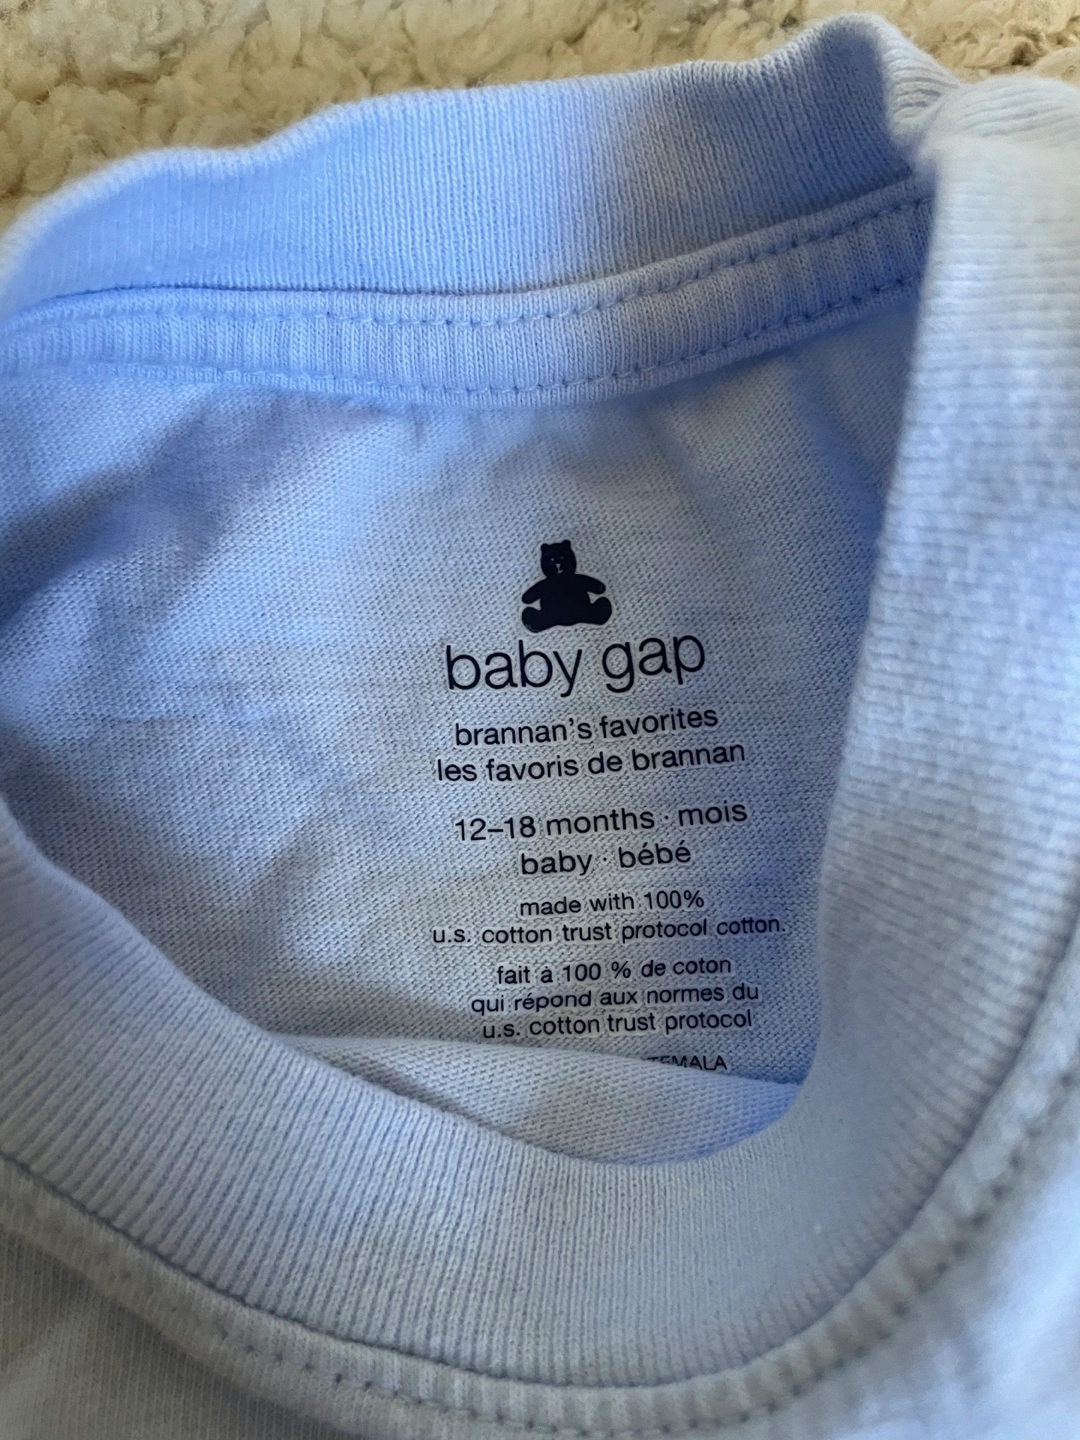 baby gap
brannan's favorites
les favoris de brannan
12–18 months · mois
baby · bébé
made with 100%
u.s. cotton trust protocol cotton.
fait à 100 % de coton
qui répond aux normes du
u.s. cotton trust protocol